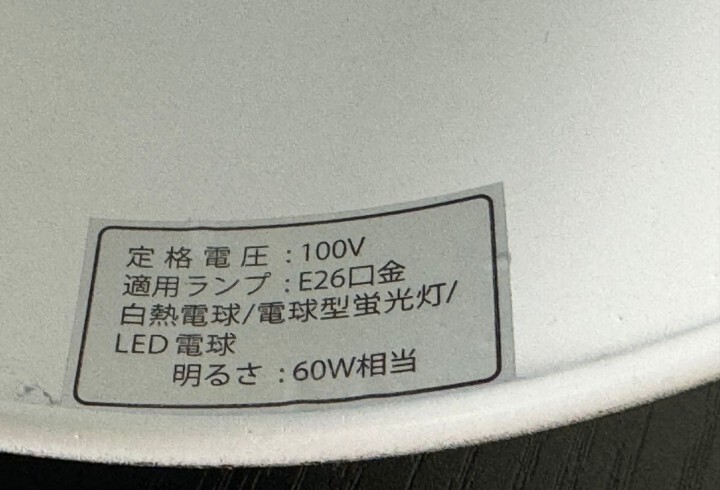 定格電圧：100V
適用ランプ：E26口金
白熱電球/電球型蛍光灯/
LED電球
明るさ：60W相当